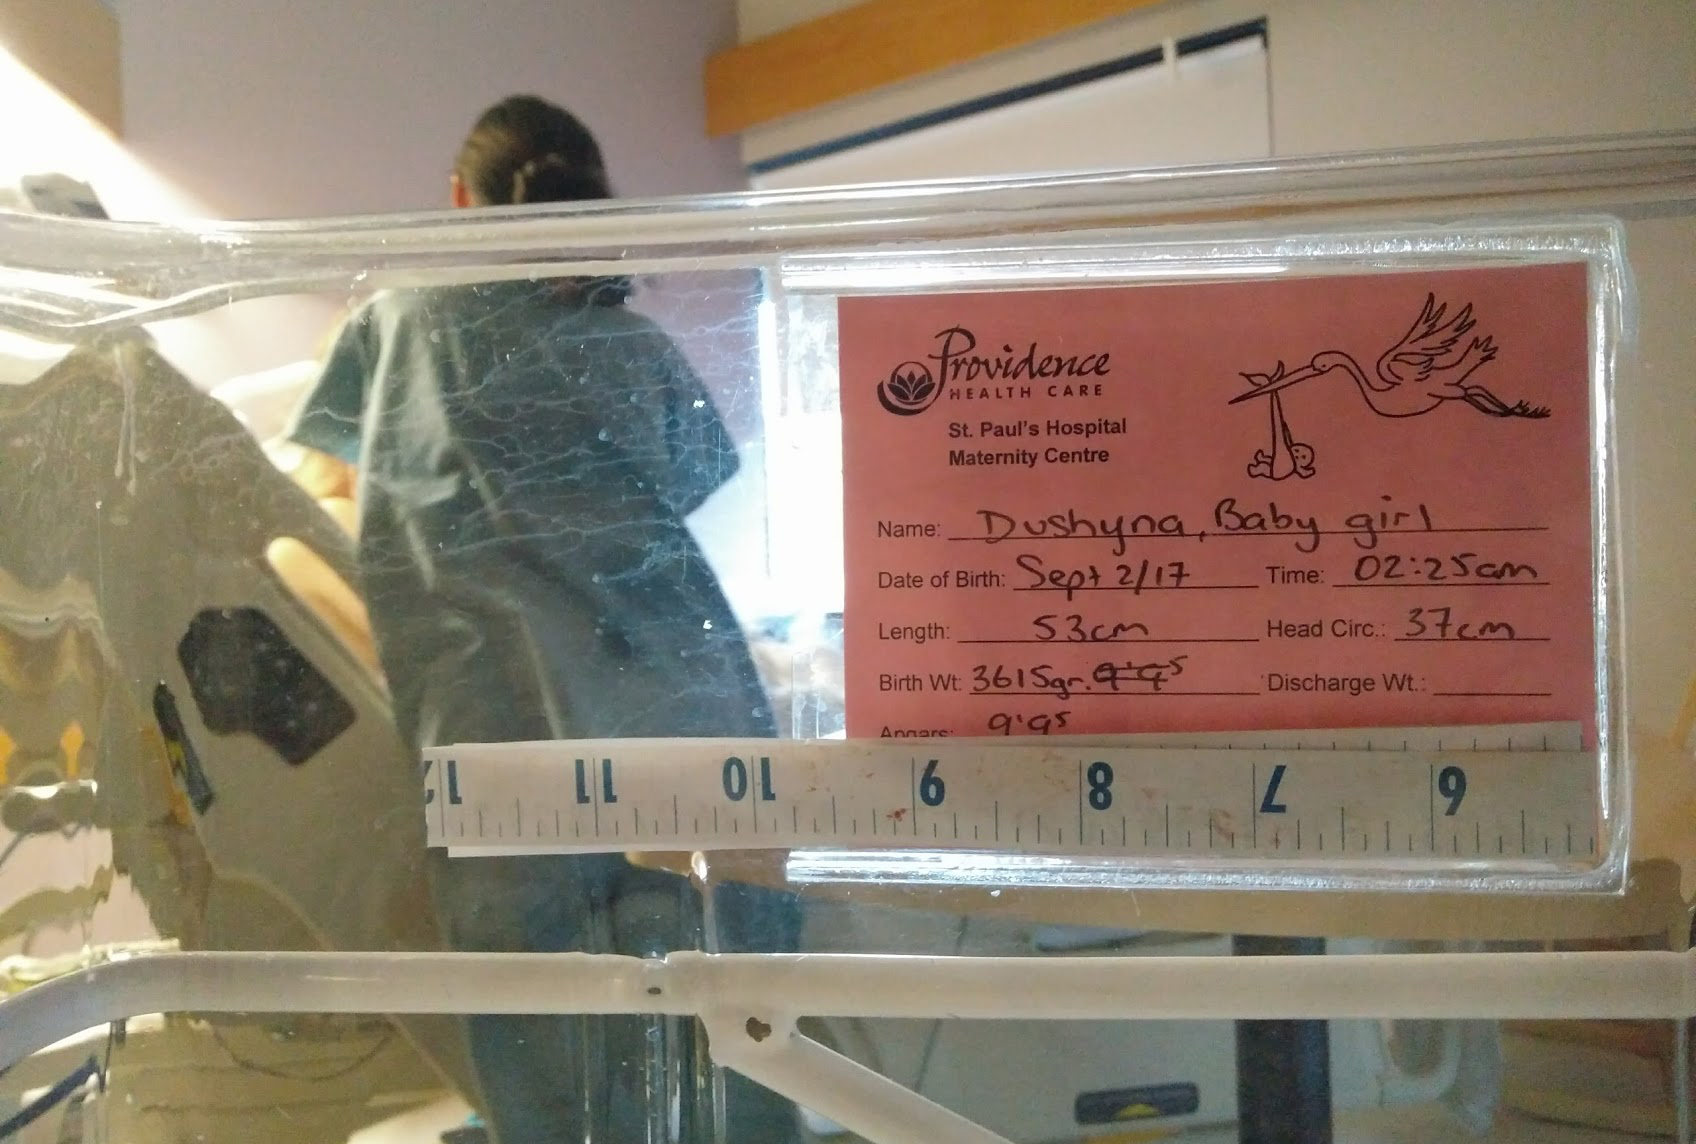 Providence
HEALTH CARE
St. Paul's Hospital
Maternity Centre
Name: Dushyna, Baby girl
Date of Birth: Sept 2/17 Time: 02:25am
Length: 53cm Head Circ.: 37cm
Birth Wt: 3615gr. 9'9⁵ Discharge Wt.:
Apgars: 9'9⁵
12 11 10 9 8 7 6